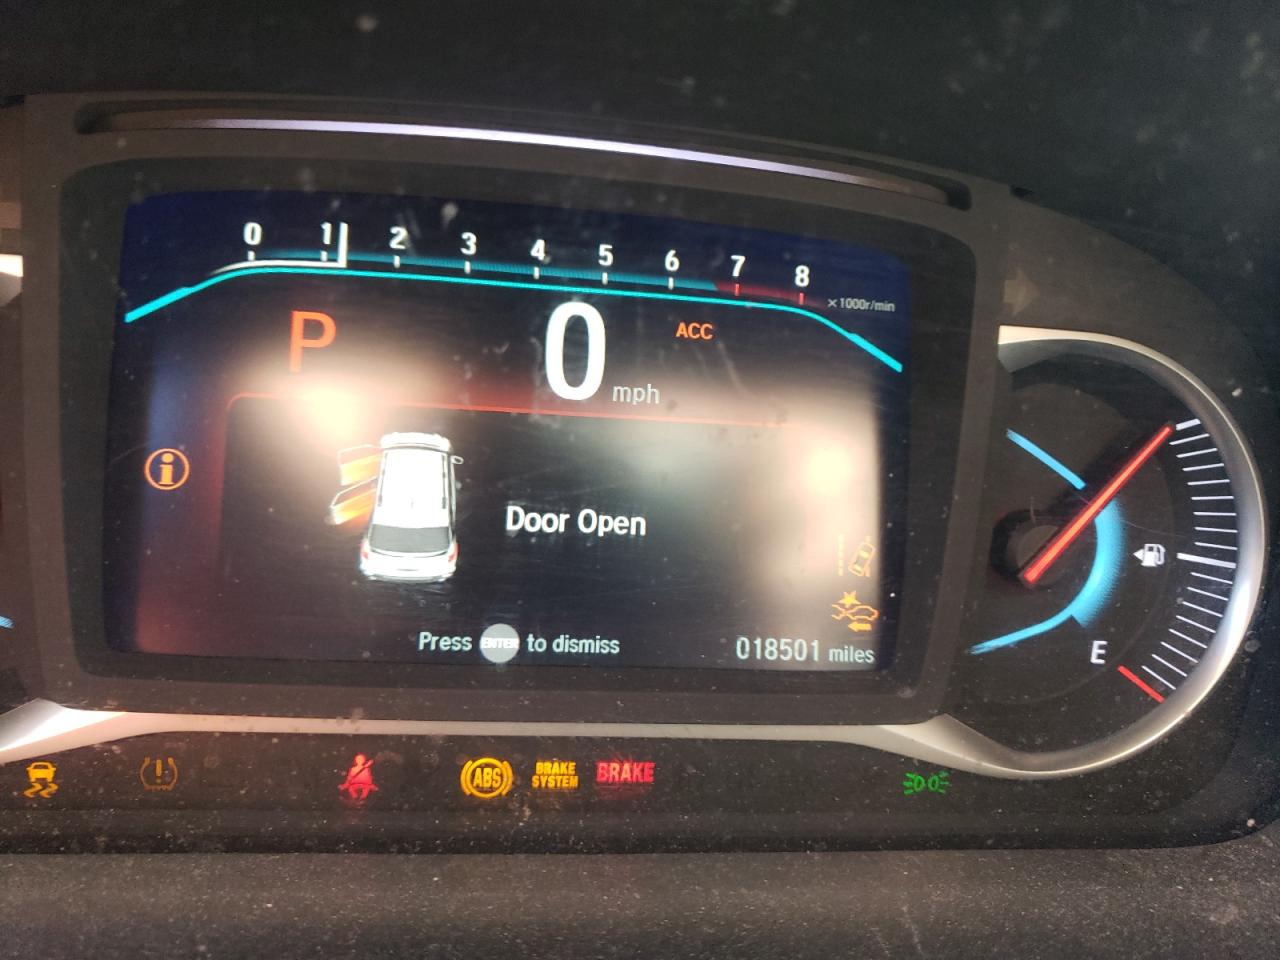 0 1 2 3 4 5 6 7 8
×1000r/min
P 0 mph ACC
Door Open
Press ENTER to dismiss
018501 miles
E
ABS BRAKE SYSTEM BRAKE